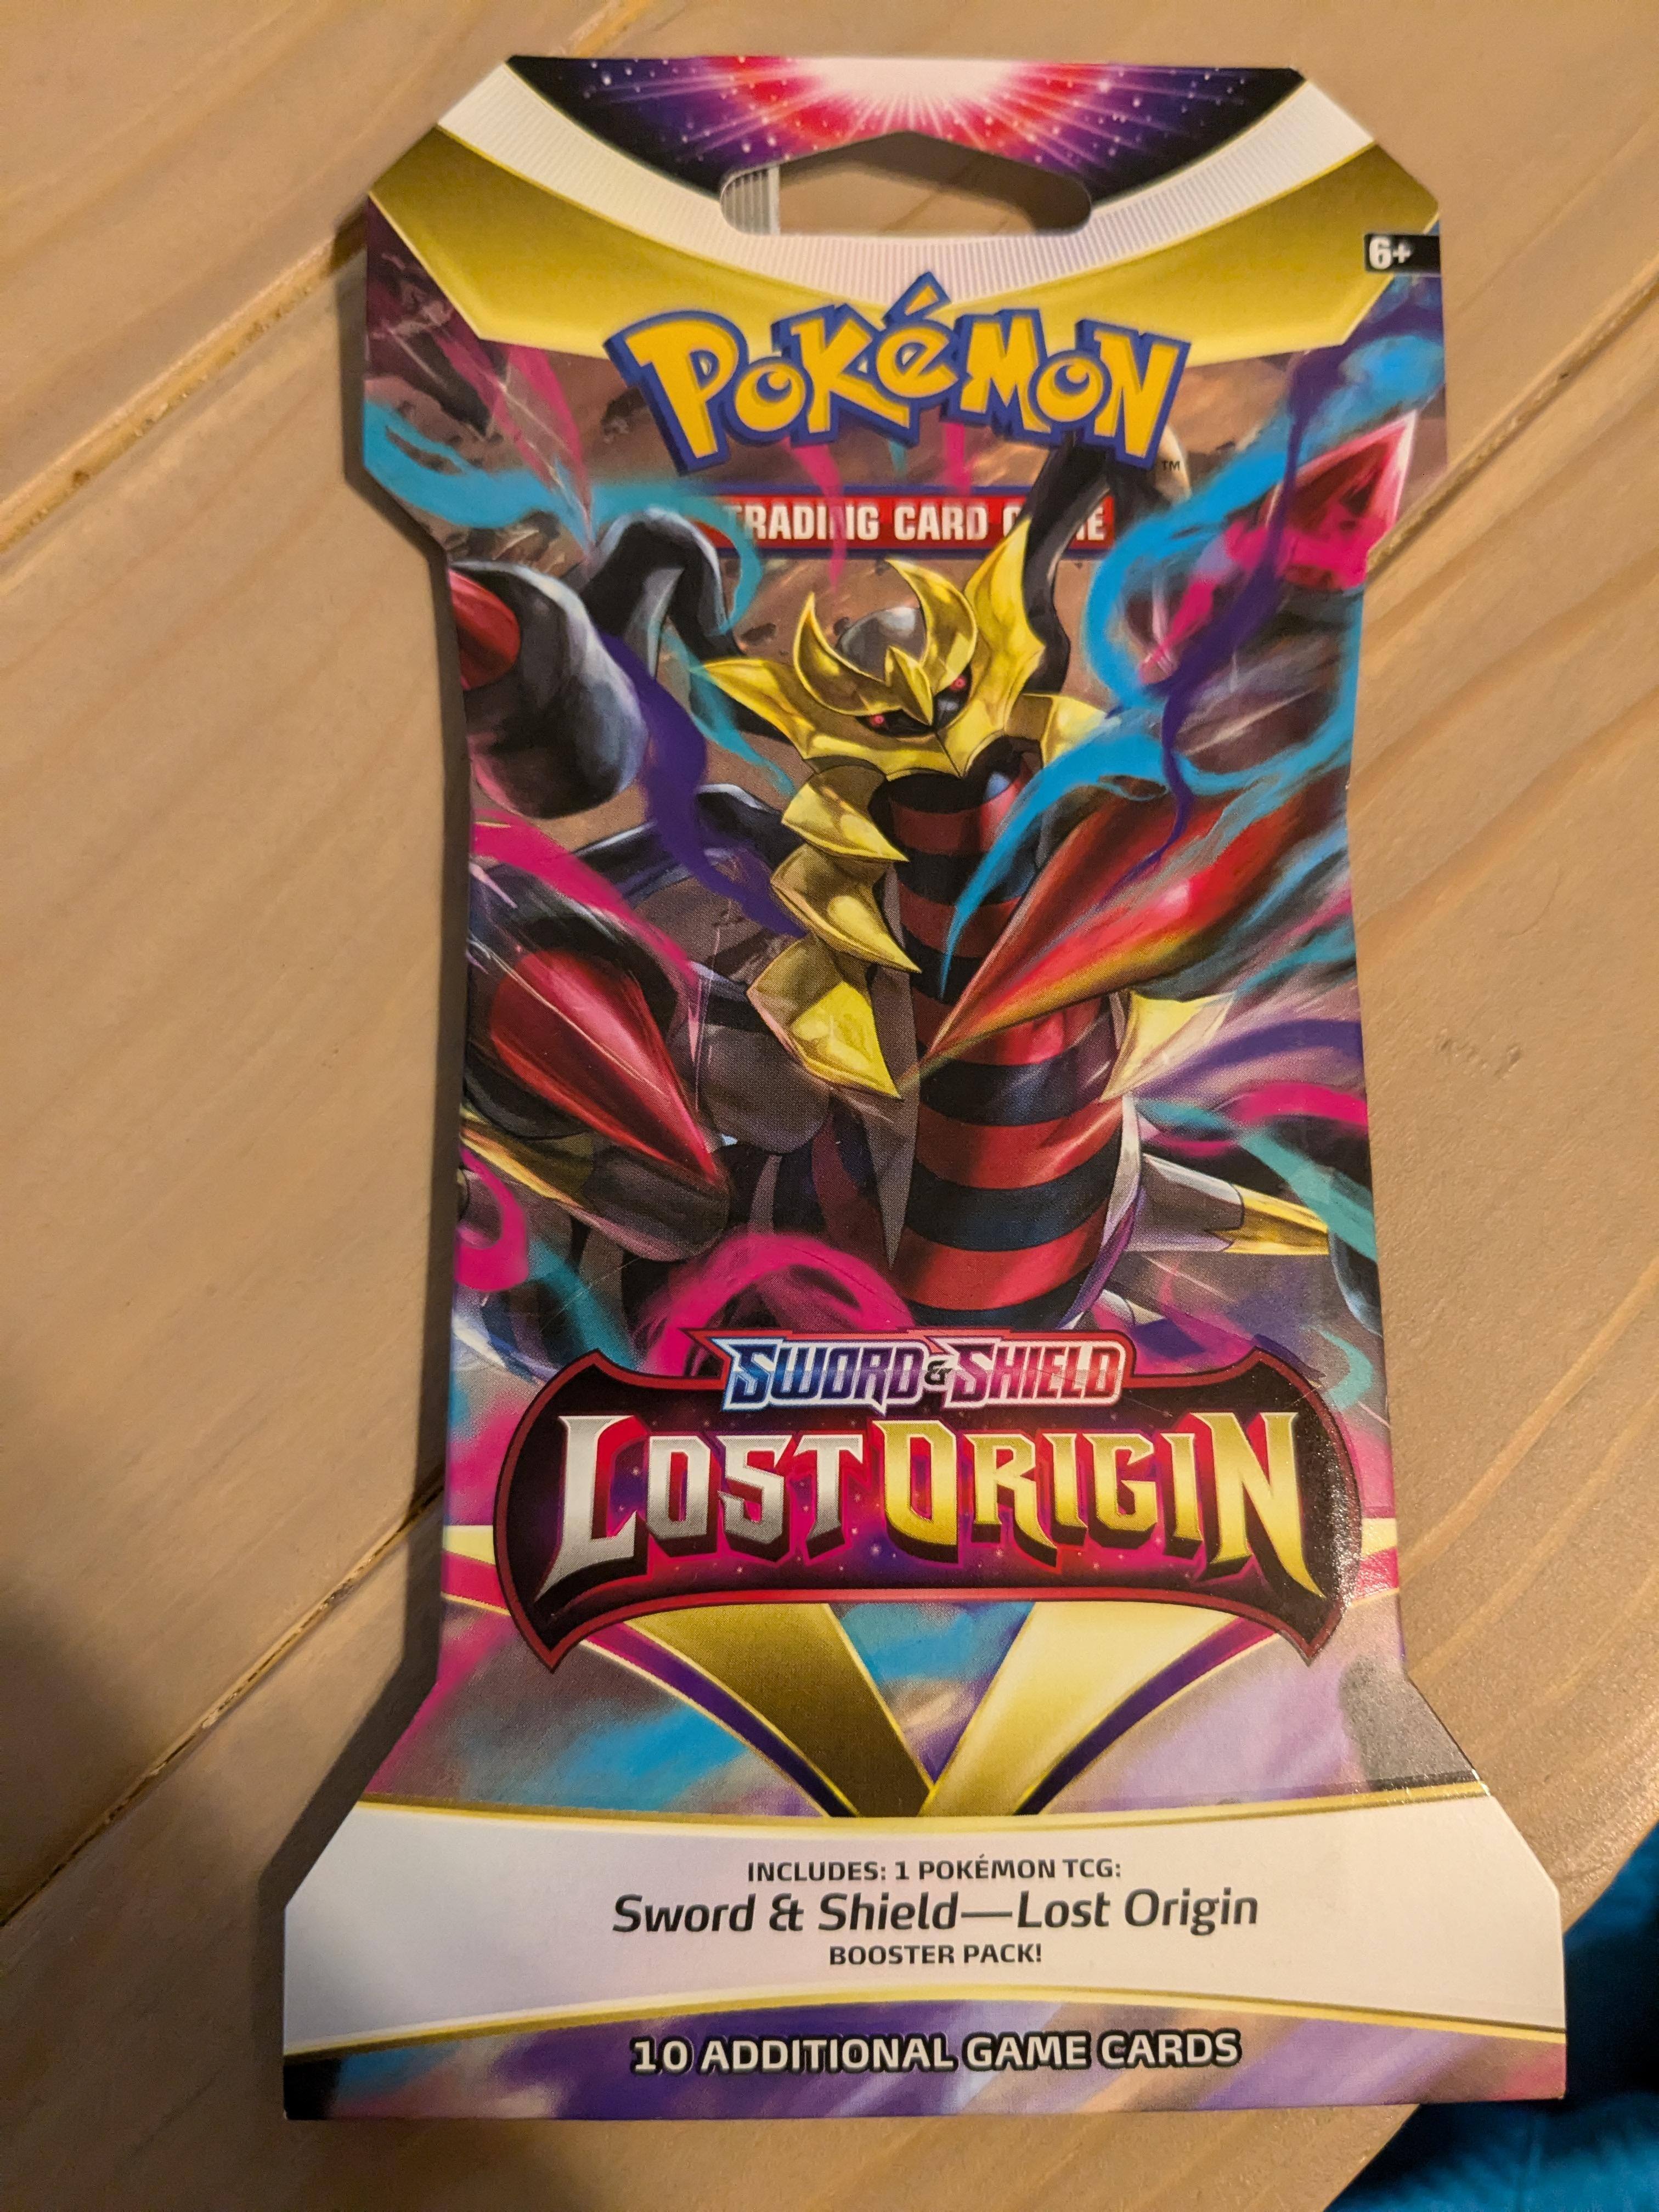 6+
POKéMON
TM
TRADING CARD GAME
SWORD & SHIELD
LOST ORIGIN
INCLUDES: 1 POKÉMON TCG:
Sword & Shield—Lost Origin
BOOSTER PACK!
10 ADDITIONAL GAME CARDS